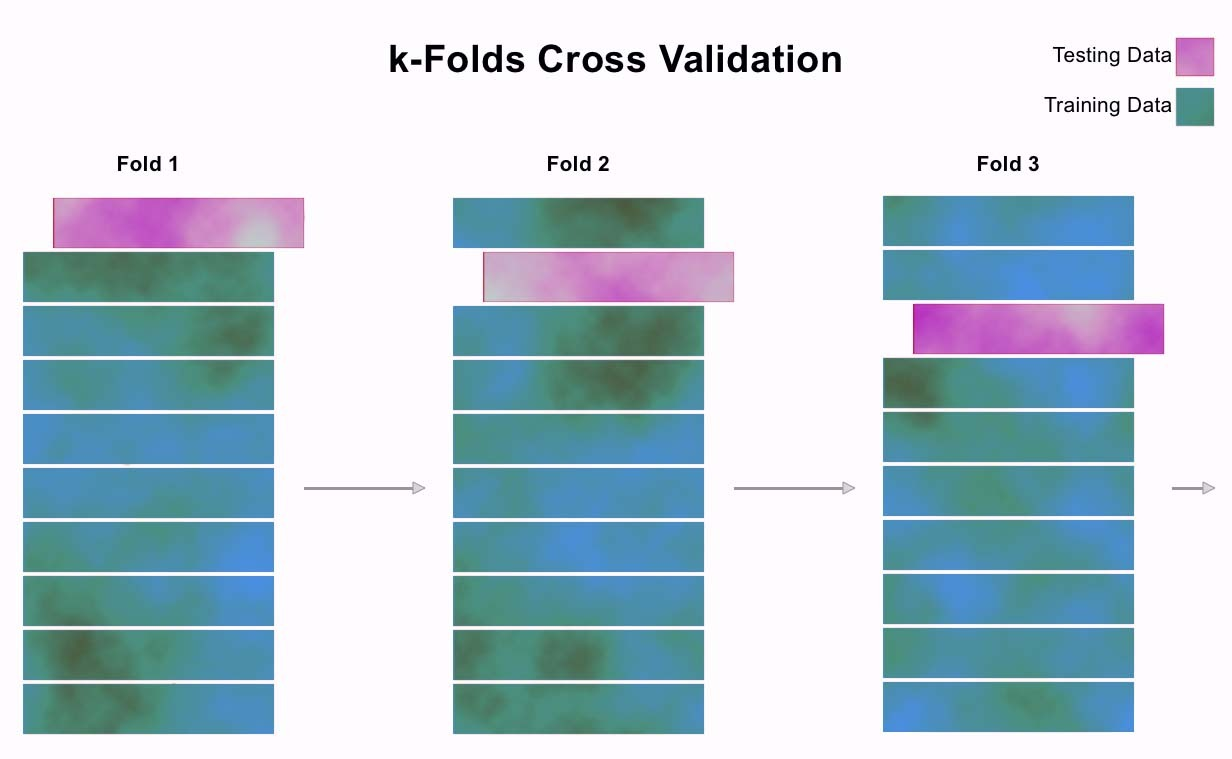 k-Folds Cross Validation
Testing Data
Training Data
Fold 1
Fold 2
Fold 3